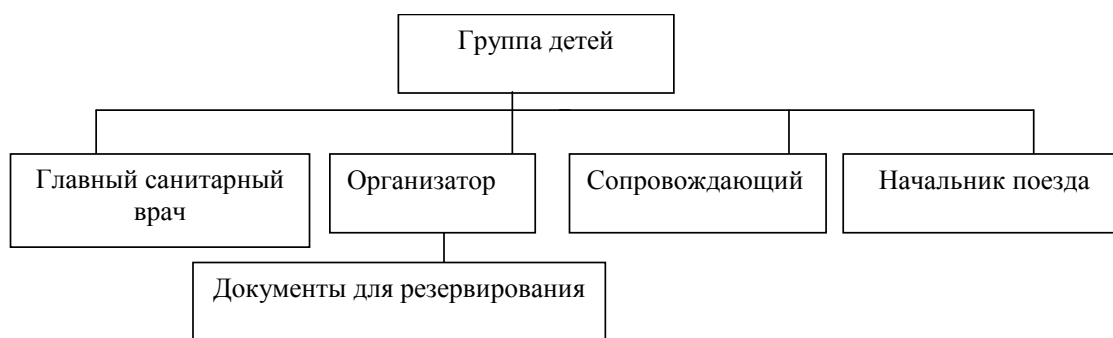 Группа детей
Главный санитарный
врач
Организатор
Сопровождающий
Начальник поезда
Документы для резервирования